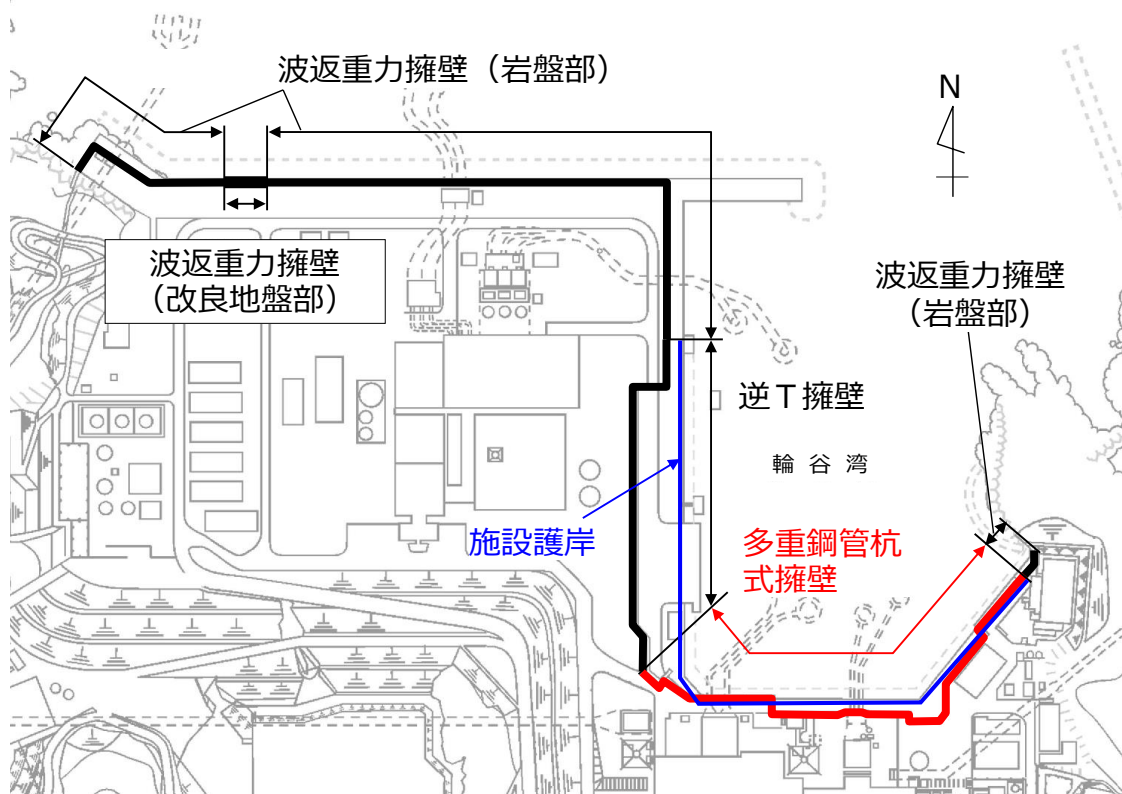 波返重力擁壁（岩盤部）
N
波返重力擁壁
（改良地盤部）
波返重力擁壁
（岩盤部）
逆Ｔ擁壁
輪谷湾
施設護岸
多重鋼管杭
式擁壁